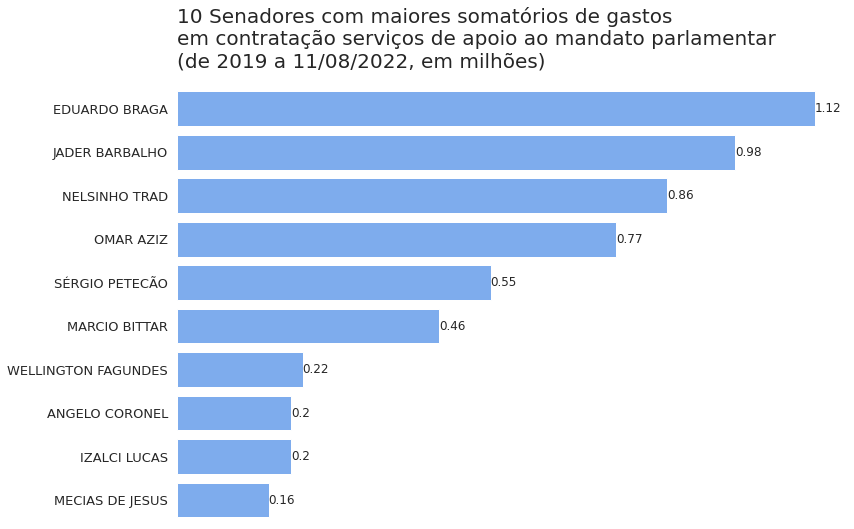 10 Senadores com maiores somatórios de gastos
em contratação serviços de apoio ao mandato parlamentar
(de 2019 a 11/08/2022, em milhões)
EDUARDO BRAGA 1.12
JADER BARBALHO 0.98
NELSINHO TRAD 0.86
OMAR AZIZ 0.77
SÉRGIO PETECÃO 0.55
MARCIO BITTAR 0.46
WELLINGTON FAGUNDES 0.22
ANGELO CORONEL 0.2
IZALCI LUCAS 0.2
MECIAS DE JESUS 0.16